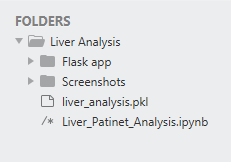 FOLDERS
Liver Analysis
Flask app
Screenshots
liver_analysis.pkl
/* Liver_Patinet_Analysis.ipynb